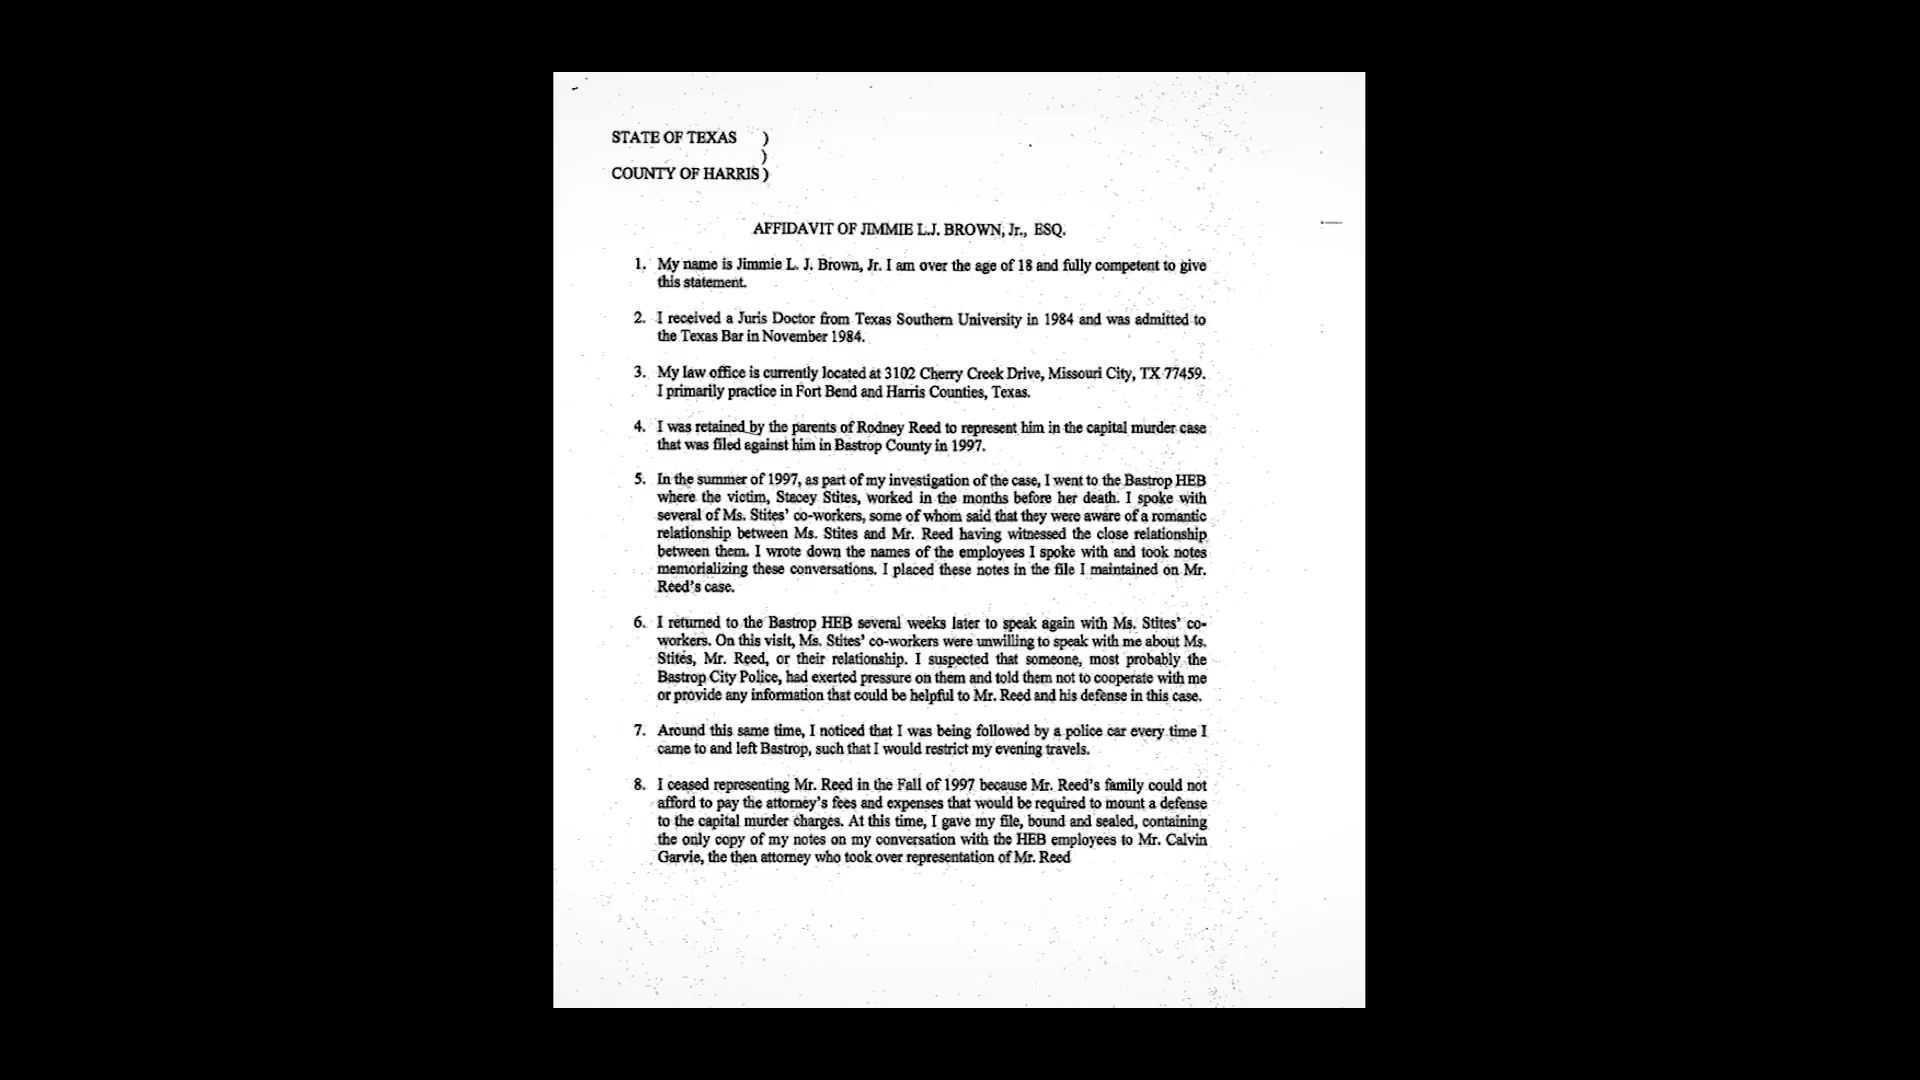 STATE OF TEXAS )
)
COUNTY OF HARRIS )
AFFIDAVIT OF JIMMIE L.J. BROWN, Jr., ESQ.
1. My name is Jimmie L. J. Brown, Jr. I am over the age of 18 and fully competent to give
this statement.
2. I received a Juris Doctor from Texas Southern University in 1984 and was admitted to
the Texas Bar in November 1984.
3. My law office is currently located at 3102 Cherry Creek Drive, Missouri City, TX 77459.
I primarily practice in Fort Bend and Harris Counties, Texas.
4. I was retained by the parents of Rodney Reed to represent him in the capital murder case
that was filed against him in Bastrop County in 1997.
5. In the summer of 1997, as part of my investigation of the case, I went to the Bastrop HEB
where the victim, Stacey Stites, worked in the months before her death. I spoke with
several of Ms. Stites' co-workers, some of whom said that they were aware of a romantic
relationship between Ms. Stites and Mr. Reed having witnessed the close relationship
between them. I wrote down the names of the employees I spoke with and took notes
memorializing these conversations. I placed these notes in the file I maintained on Mr.
Reed's case.
6. I returned to the Bastrop HEB several weeks later to speak again with Ms. Stites' co-
workers. On this visit, Ms. Stites' co-workers were unwilling to speak with me about Ms.
Stites, Mr. Reed, or their relationship. I suspected that someone, most probably the
Bastrop City Police, had exerted pressure on them and told them not to cooperate with me
or provide any information that could be helpful to Mr. Reed and his defense in this case.
7. Around this same time, I noticed that I was being followed by a police car every time I
came to and left Bastrop, such that I would restrict my evening travels.
8. I ceased representing Mr. Reed in the Fall of 1997 because Mr. Reed's family could not
afford to pay the attorney's fees and expenses that would be required to mount a defense
to the capital murder charges. At this time, I gave my file, bound and sealed, containing
the only copy of my notes on my conversation with the HEB employees to Mr. Calvin
Garvie, the then attorney who took over representation of Mr. Reed